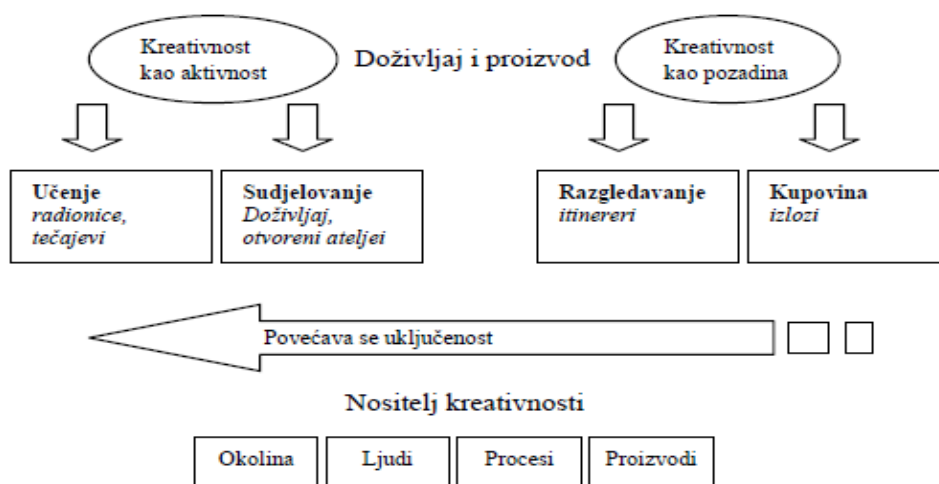 Kreativnost
kao aktivnost
Doživljaj i proizvod
Kreativnost
kao pozadina
Učenje
radionice,
tečajevi
Sudjelovanje
Doživljaj,
otvoreni ateljei
Razgledavanje
itinereri
Kupovina
izlozi
Povećava se uključenost
Nositelj kreativnosti
Okolina
Ljudi
Procesi
Proizvodi